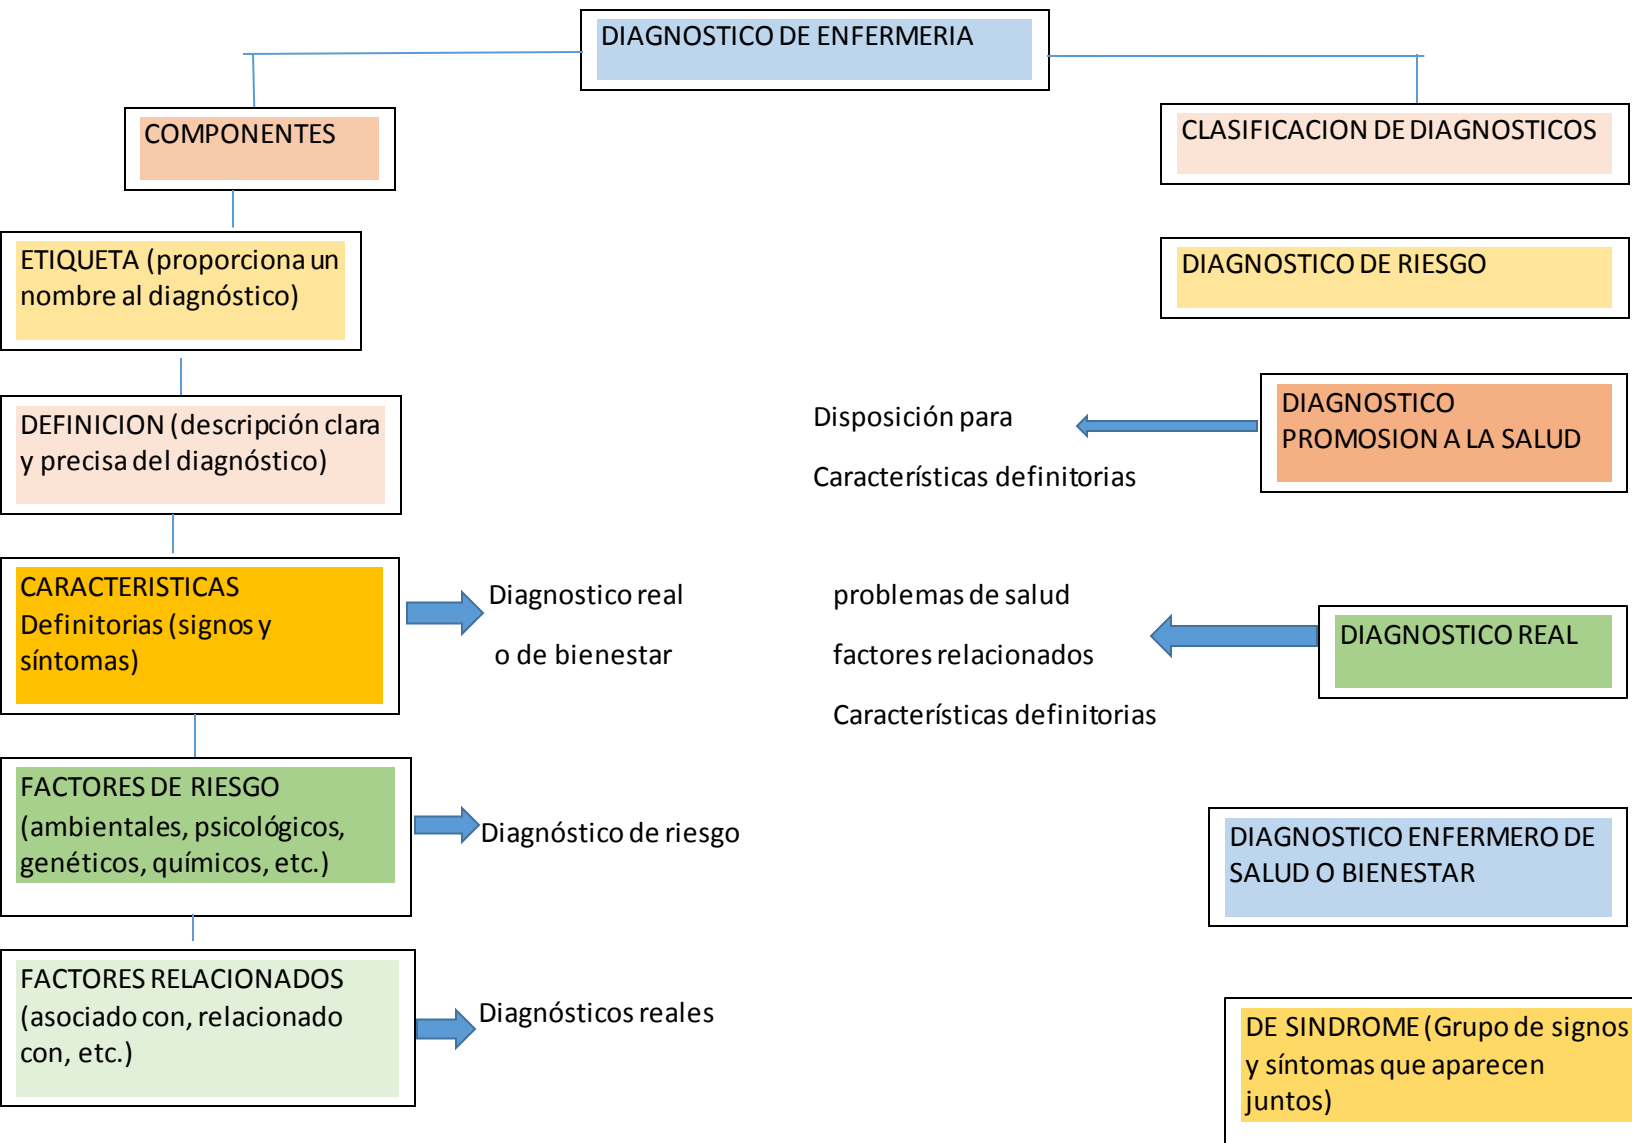 DIAGNOSTICO DE ENFERMERIA
COMPONENTES
ETIQUETA (proporciona un
nombre al diagnóstico)
DEFINICION (descripción clara
y precisa del diagnóstico)
CARACTERISTICAS
Definitorias (signos y
síntomas)
Diagnostico real
o de bienestar
FACTORES DE RIESGO
(ambientales, psicológicos,
genéticos, químicos, etc.)
Diagnóstico de riesgo
FACTORES RELACIONADOS
(asociado con, relacionado
con, etc.)
Diagnósticos reales
CLASIFICACION DE DIAGNOSTICOS
DIAGNOSTICO DE RIESGO
DIAGNOSTICO
PROMOSION A LA SALUD
Disposición para
Característicasdefinitorias
DIAGNOSTICO REAL
problemas de salud
factores relacionados
Característicasdefinitorias
DIAGNOSTICO ENFERMERO DE
SALUD O BIENESTAR
DE SINDROME (Grupo de signos
y síntomas que aparecen
juntos)